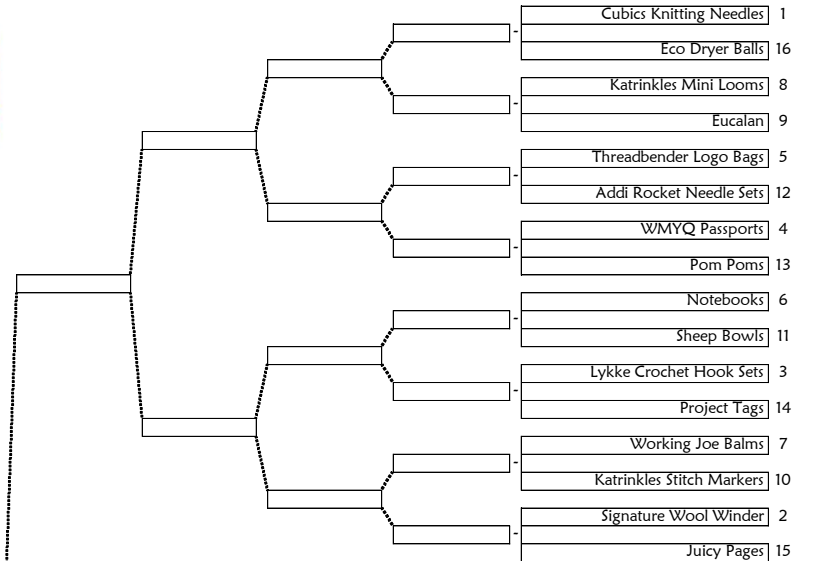 Cubics Knitting Needles 1
Eco Dryer Balls 16
Katrinkles Mini Looms 8
Eucalan 9
Threadbender Logo Bags 5
Addi Rocket Needle Sets 12
WMYQ Passports 4
Pom Poms 13
Notebooks 6
Sheep Bowls 11
Lykke Crochet Hook Sets 3
Project Tags 14
Working Joe Balms 7
Katrinkles Stitch Markers 10
Signature Wool Winder 2
Juicy Pages 15